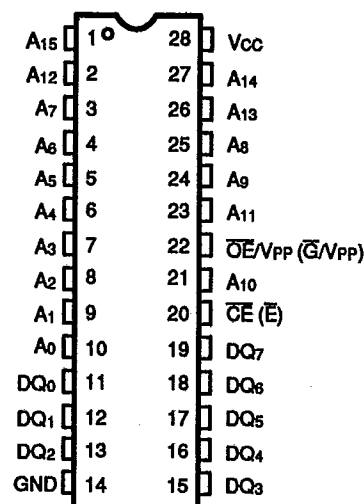 A15 1 28 VCC
A12 2 27 A14
A7 3 26 A13
A6 4 25 A8
A5 5 24 A9
A4 6 23 A11
A3 7 22 O̅E̅/VPP (G̅/VPP)
A2 8 21 A10
A1 9 20 C̅E̅ (E̅)
A0 10 19 DQ7
DQ0 11 18 DQ6
DQ1 12 17 DQ5
DQ2 13 16 DQ4
GND 14 15 DQ3